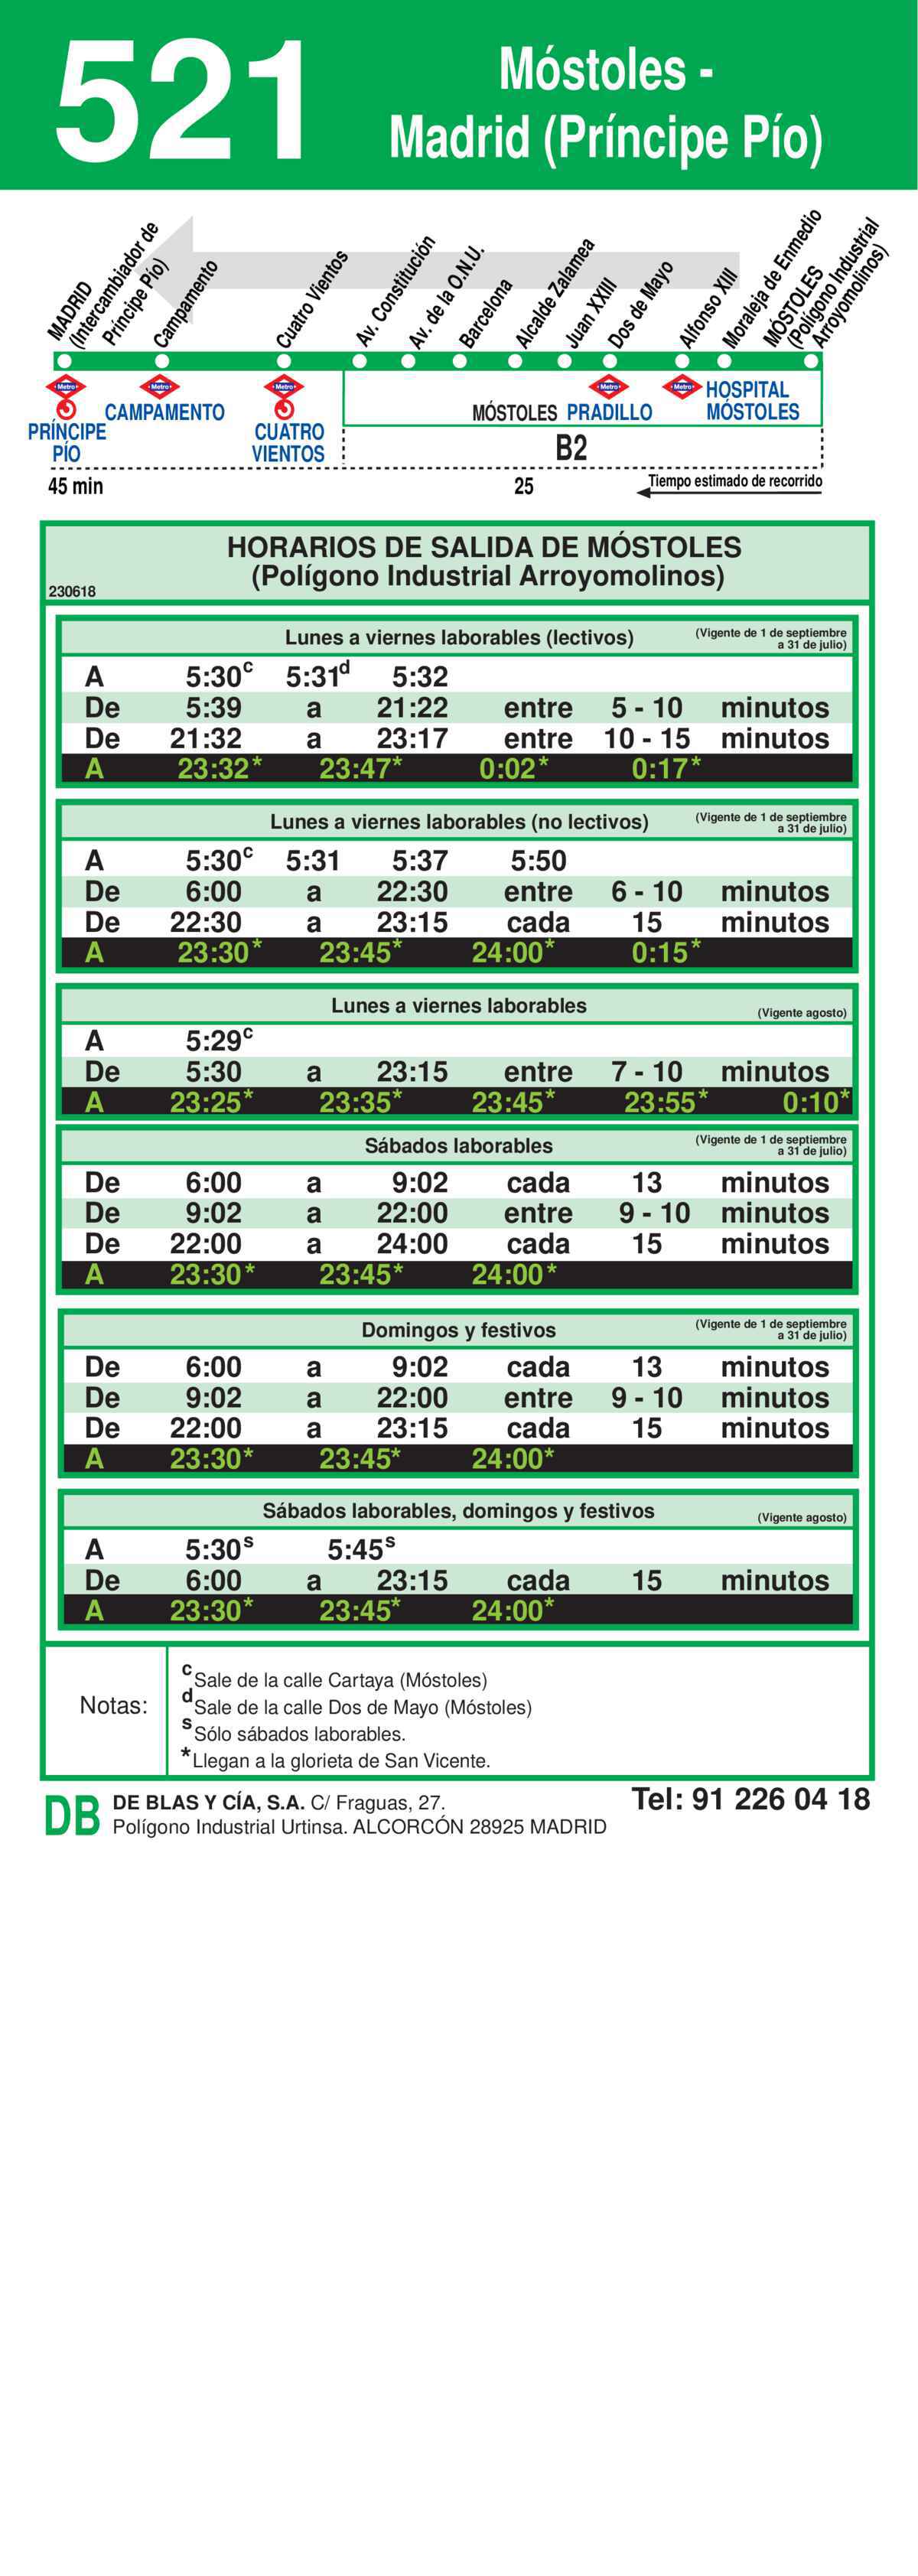 521
Móstoles -
Madrid (Príncipe Pío)
MADRID
(Intercambiador de
Príncipe Pío)
Campamento
Cuatro Vientos
Av. Constitución
Av. de la O.N.U.
Barcelona
Alcalde Zalamea
Juan XXIII
Dos de Mayo
Alfonso XIII
Moraleja de Enmedio
MÓSTOLES
(Polígono Industrial
Arroyomolinos)
Metro Metro Metro Metro Metro
PRÍNCIPE
PÍO
CAMPAMENTO
CUATRO
VIENTOS
MÓSTOLES PRADILLO
HOSPITAL
MÓSTOLES
B2
45 min 25 Tiempo estimado de recorrido
HORARIOS DE SALIDA DE MÓSTOLES
(Polígono Industrial Arroyomolinos)
230618
Lunes a viernes laborables (lectivos) (Vigente de 1 de septiembre
a 31 de julio)
A 5:30c 5:31d 5:32
De 5:39 a 21:22 entre 5 - 10 minutos
De 21:32 a 23:17 entre 10 - 15 minutos
A 23:32* 23:47* 0:02* 0:17*
Lunes a viernes laborables (no lectivos) (Vigente de 1 de septiembre
a 31 de julio)
A 5:30c 5:31 5:37 5:50
De 6:00 a 22:30 entre 6 - 10 minutos
De 22:30 a 23:15 cada 15 minutos
A 23:30* 23:45* 24:00* 0:15*
Lunes a viernes laborables (Vigente agosto)
A 5:29c
De 5:30 a 23:15 entre 7 - 10 minutos
A 23:25* 23:35* 23:45* 23:55* 0:10*
Sábados laborables (Vigente de 1 de septiembre
a 31 de julio)
De 6:00 a 9:02 cada 13 minutos
De 9:02 a 22:00 entre 9 - 10 minutos
De 22:00 a 24:00 cada 15 minutos
A 23:30* 23:45* 24:00*
Domingos y festivos (Vigente de 1 de septiembre
a 31 de julio)
De 6:00 a 9:02 cada 13 minutos
De 9:02 a 22:00 entre 9 - 10 minutos
De 22:00 a 23:15 cada 15 minutos
A 23:30* 23:45* 24:00*
Sábados laborables, domingos y festivos (Vigente agosto)
A 5:30s 5:45s
De 6:00 a 23:15 cada 15 minutos
A 23:30* 23:45* 24:00*
Notas:
c Sale de la calle Cartaya (Móstoles)
d Sale de la calle Dos de Mayo (Móstoles)
s Sólo sábados laborables.
* Llegan a la glorieta de San Vicente.
DB DE BLAS Y CÍA, S.A. C/ Fraguas, 27. Tel: 91 226 04 18
Polígono Industrial Urtinsa. ALCORCÓN 28925 MADRID